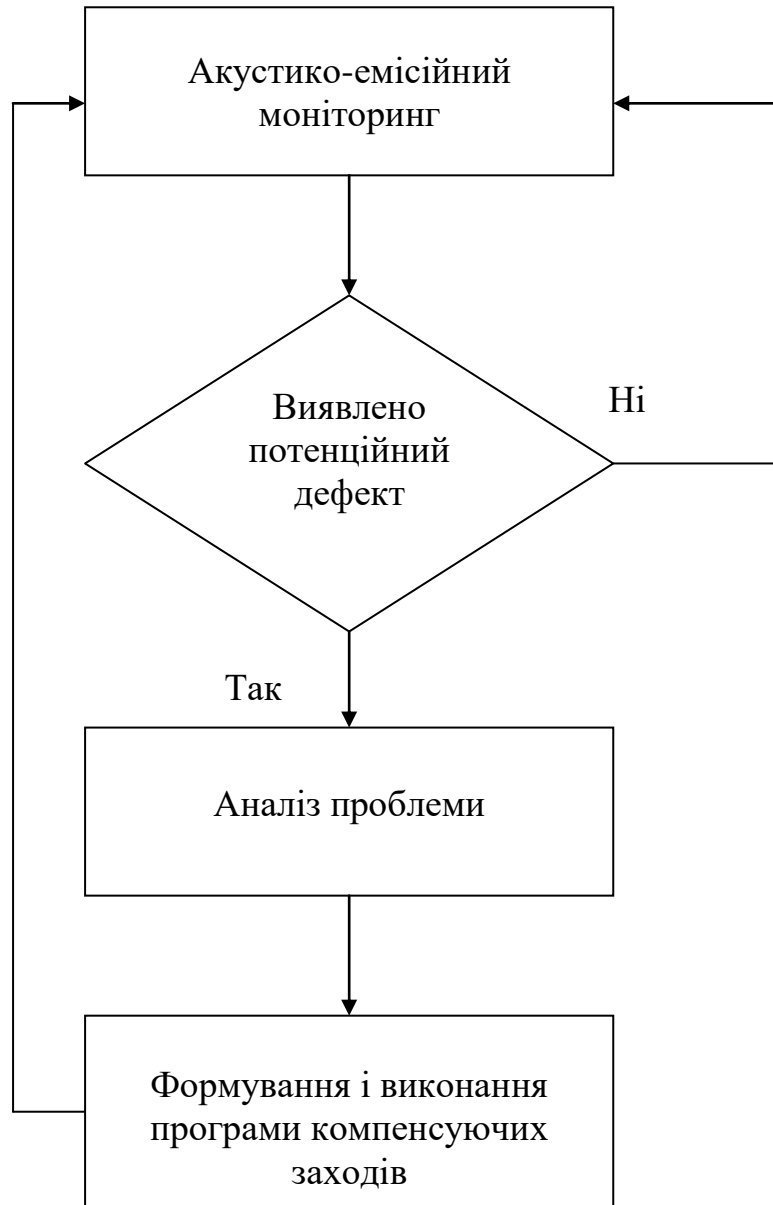 Акустико-емісійний
моніторинг
Виявлено
потенційний
дефект
Ні
Так
Аналіз проблеми
Формування і виконання
програми компенсуючих
заходів